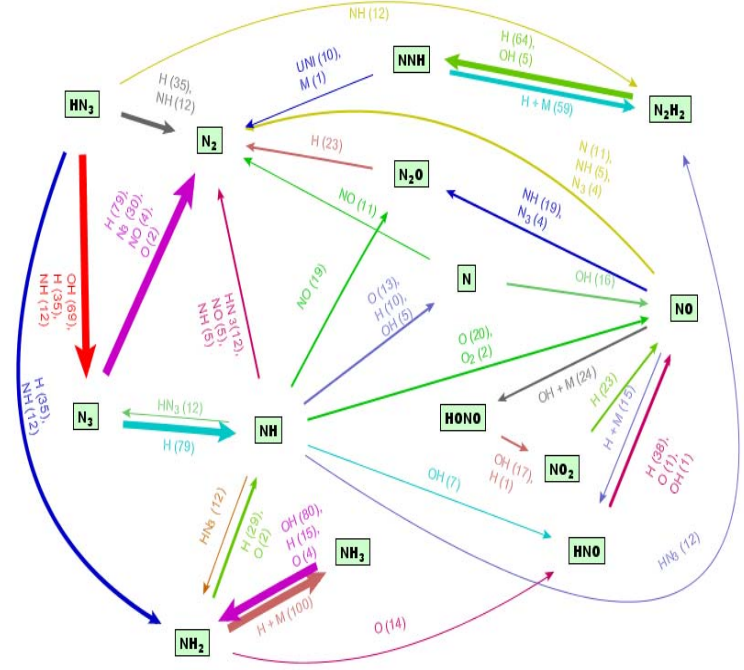 NH (12)
H (64),
OH (5)
NNH
UNI (10),
M (1)
H + M (59)
N2H2
H (35),
NH (12)
HN3
N2
H (23)
N2O
N (11),
NH (5),
N3 (4)
NH (19),
N3 (4)
H (79),
N3 (30),
NO (4),
O (2)
NO (11)
N
OH (16)
NO
OH (69),
H (35),
NH (12)
NO (19)
O (13),
H (10),
OH (5)
HN 3(12),
NO (5),
NH (5)
O (20),
O2 (2)
OH + M (24)
H (35),
NH (12)
N3
HN3 (12)
H (79)
NH
HONO
H (23)
H + M (15)
H (38),
O (1),
OH (1)
OH (17),
H (1)
NO2
OH (7)
HN3 (12)
HN3 (12)
H (29),
O (2)
OH (80),
H (15),
O (4)
NH3
HNO
H + M (100)
NH2
O (14)